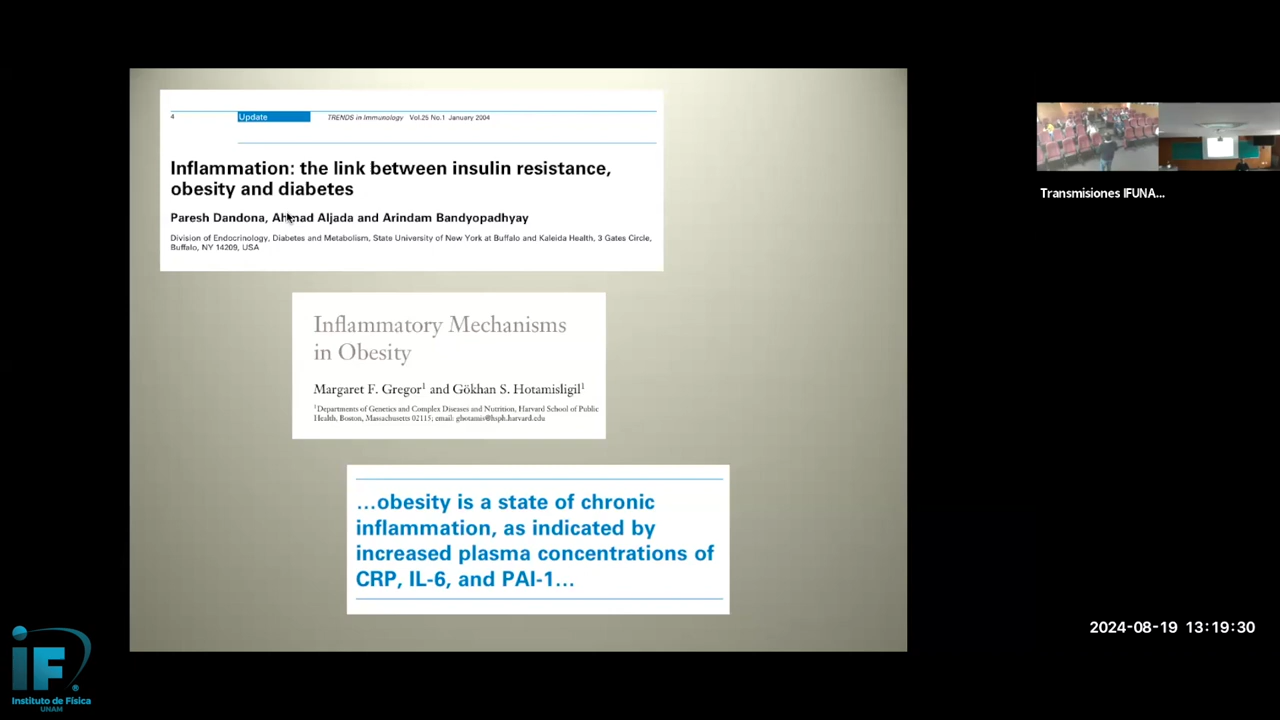 4
Update
TRENDS in Immunology Vol.25 No.1 January 2004
Inflammation: the link between insulin resistance,
obesity and diabetes
Paresh Dandona, Ahmad Aljada and Arindam Bandyopadhyay
Division of Endocrinology, Diabetes and Metabolism, State University of New York at Buffalo and Kaleida Health, 3 Gates Circle,
Buffalo, NY 14209, USA
Inflammatory Mechanisms
in Obesity
Margaret F. Gregor¹ and Gökhan S. Hotamisligil¹
¹Departments of Genetics and Complex Diseases and Nutrition, Harvard School of Public
Health, Boston, Massachusetts 02115; email: ghotamis@hsph.harvard.edu
...obesity is a state of chronic
inflammation, as indicated by
increased plasma concentrations of
CRP, IL-6, and PAI-1...
Transmisiones IFUNA...
2024-08-19 13:19:30
iF®
Instituto de Física
UNAM